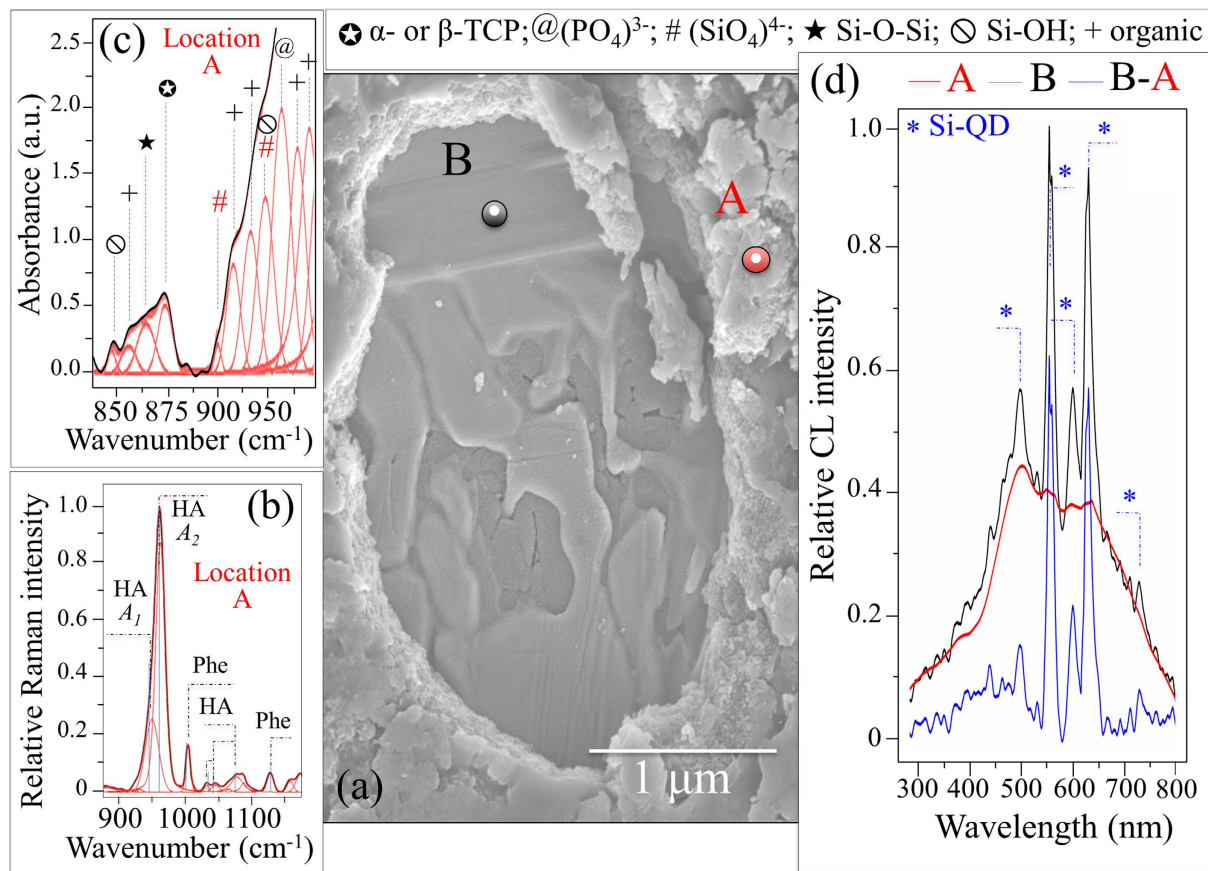 ✪ α- or β-TCP; @(PO₄)³⁻; # (SiO₄)⁴⁻; ★ Si-O-Si; ⦸ Si-OH; + organic
(c)
Location
A
@
+
+
+
+
✪
⦸
★
#
+
#
⦸
2.5
2.0
1.5
1.0
0.5
0.0
Absorbance (a.u.)
850 875 900 950
Wavenumber (cm⁻¹)
(b)
HA
A₂
HA
A₁
Location
A
Phe
HA
Phe
1.0
0.8
0.6
0.4
0.2
0
Relative Raman intensity
900 1000 1100
Wavenumber (cm⁻¹)
B
A
(a)
1 μm
(d)
A B B-A
* Si-QD
*
*
*
*
*
1.0
0.8
0.6
0.4
0.2
0
Relative CL intensity
300 400 500 600 700 800
Wavelength (nm)